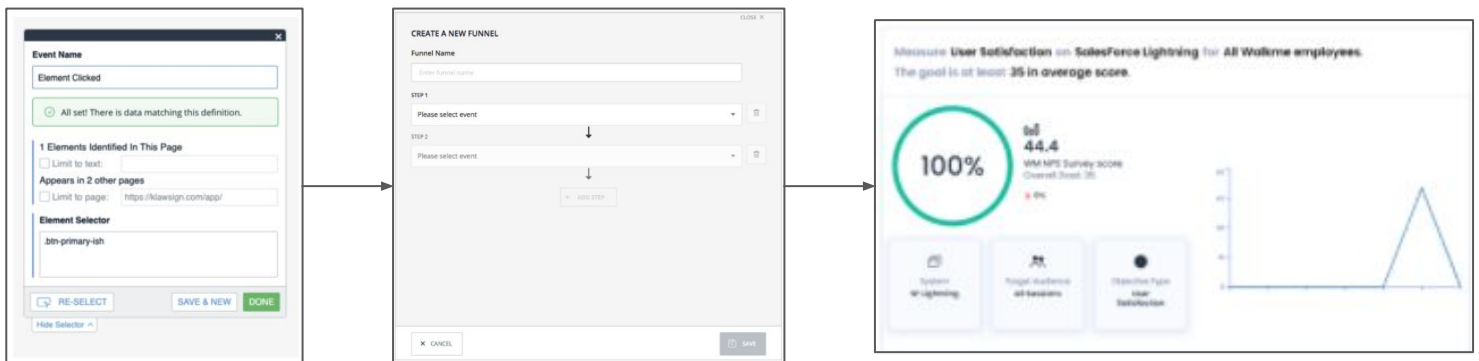 Event Name
Element Clicked
All set! There is data matching this definition.
1 Elements Identified In This Page
Limit to text:
Appears in 2 other pages
Limit to page: https://klawsign.com/app/
Element Selector
.btn-primary-ish
RE-SELECT SAVE & NEW DONE
Hide Selector
CLOSE X
CREATE A NEW FUNNEL
Funnel Name
Enter funnel name
STEP 1
Please select event
STEP 2
Please select event
+ ADD STEP
X CANCEL SAVE
Measure User Satisfaction on SalesForce Lightning for All Walkme employees.
The goal is at least 35 in average score.
100%
44.4
WM NPS Survey score
Overall Goal: 35
0%
System
Target Audience
All Sessions
Objective Type
User
Satisfaction